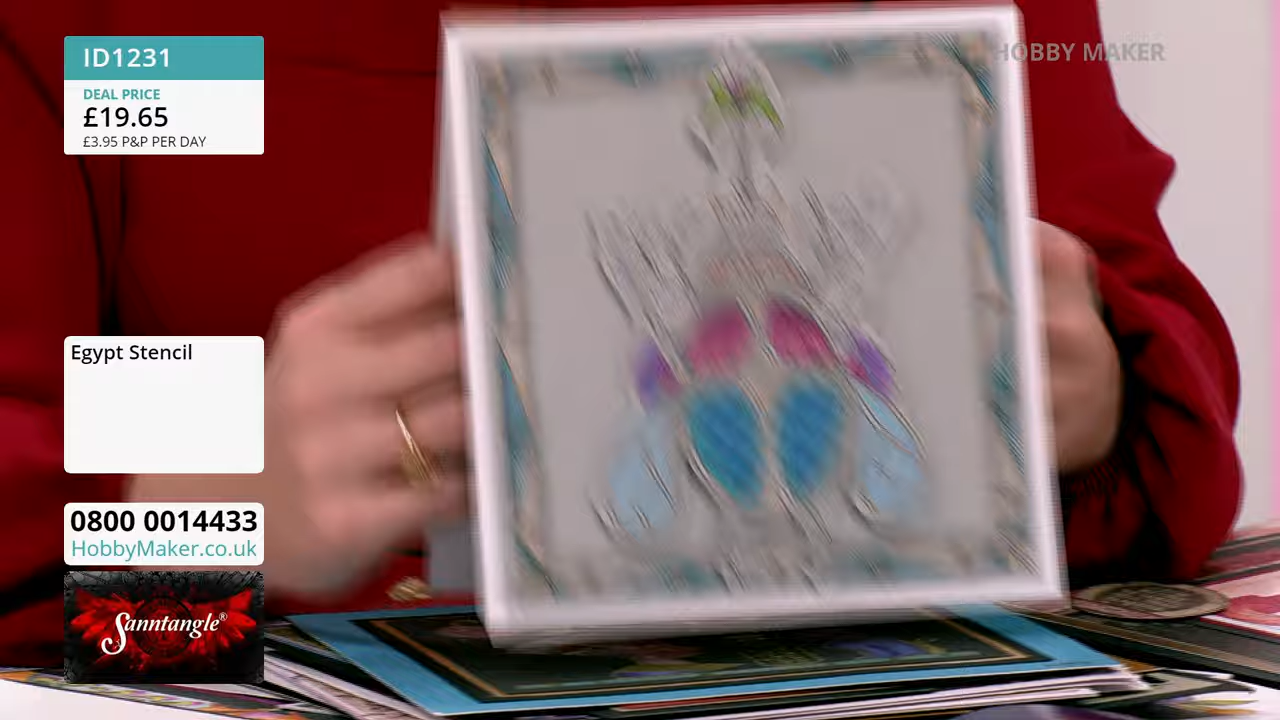 ID1231
DEAL PRICE
£19.65
£3.95 P&P PER DAY
HOBBY MAKER
Egypt Stencil
0800 0014433
HobbyMaker.co.uk
Sanntangle®